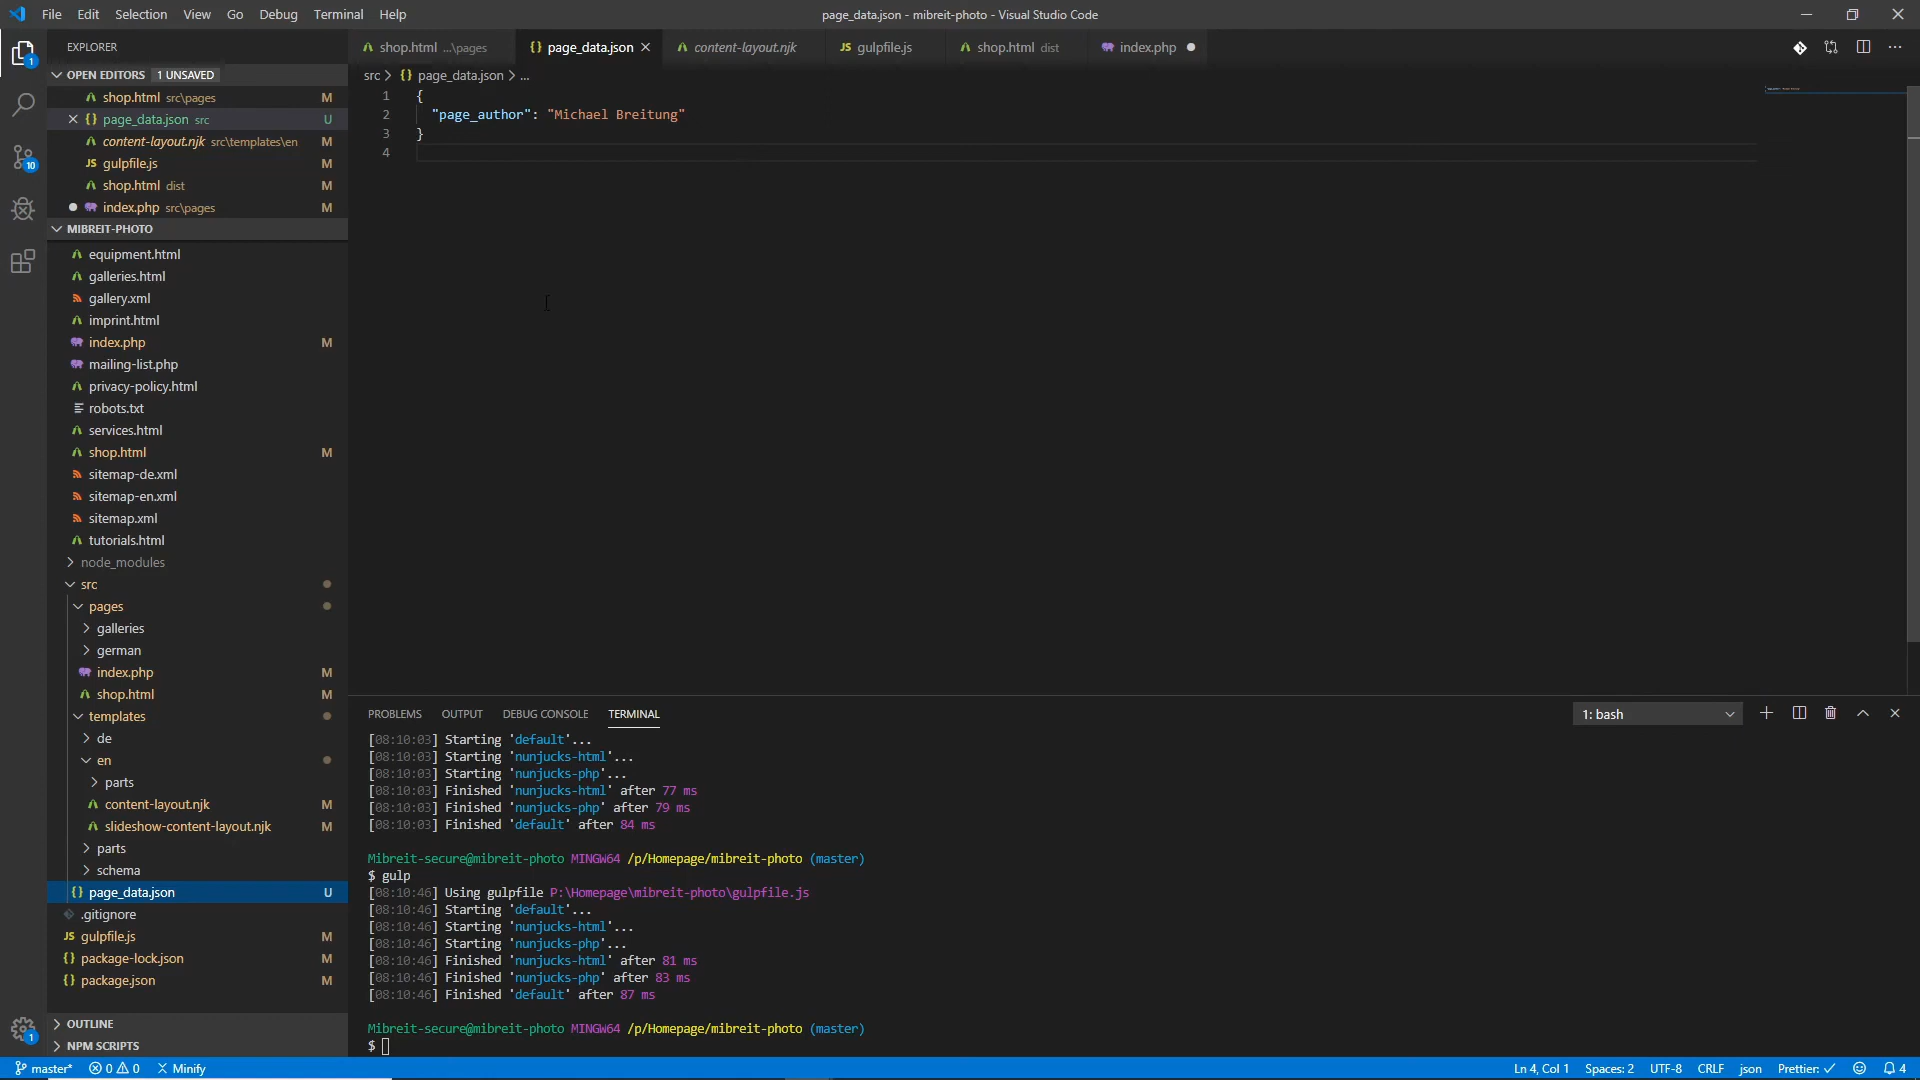 File Edit Selection View Go Debug Terminal Help
page_data.json - mibreit-photo - Visual Studio Code
EXPLORER
OPEN EDITORS 1 UNSAVED
shop.html src\pages M
page_data.json src U
content-layout.njk src\templates\en M
gulpfile.js M
shop.html dist M
index.php src\pages M
MIBREIT-PHOTO
equipment.html
galleries.html
gallery.xml
imprint.html
index.php M
mailing-list.php
privacy-policy.html
robots.txt
services.html
shop.html M
sitemap-de.xml
sitemap-en.xml
sitemap.xml
tutorials.html
node_modules
src
pages
galleries
german
index.php M
shop.html M
templates
de
en
parts
content-layout.njk M
slideshow-content-layout.njk M
parts
schema
{} page_data.json U
.gitignore
JS gulpfile.js M
{} package-lock.json M
{} package.json M
OUTLINE
NPM SCRIPTS
shop.html ...\pages
{} page_data.json
content-layout.njk
JS gulpfile.js
shop.html dist
index.php
src > {} page_data.json > ...
1 {
2 "page_author": "Michael Breitung"
3 }
4
PROBLEMS OUTPUT DEBUG CONSOLE TERMINAL
1: bash
[08:10:03] Starting 'default'...
[08:10:03] Starting 'nunjucks-html'...
[08:10:03] Starting 'nunjucks-php'...
[08:10:03] Finished 'nunjucks-html' after 77 ms
[08:10:03] Finished 'nunjucks-php' after 79 ms
[08:10:03] Finished 'default' after 84 ms
Mibreit-secure@mibreit-photo MINGW64 /p/Homepage/mibreit-photo (master)
$ gulp
[08:10:46] Using gulpfile P:\Homepage\mibreit-photo\gulpfile.js
[08:10:46] Starting 'default'...
[08:10:46] Starting 'nunjucks-html'...
[08:10:46] Starting 'nunjucks-php'...
[08:10:46] Finished 'nunjucks-html' after 81 ms
[08:10:46] Finished 'nunjucks-php' after 83 ms
[08:10:46] Finished 'default' after 87 ms
Mibreit-secure@mibreit-photo MINGW64 /p/Homepage/mibreit-photo (master)
$
master* 0 0 Minify
Ln 4, Col 1 Spaces: 2 UTF-8 CRLF json Prettier: ✓ 4